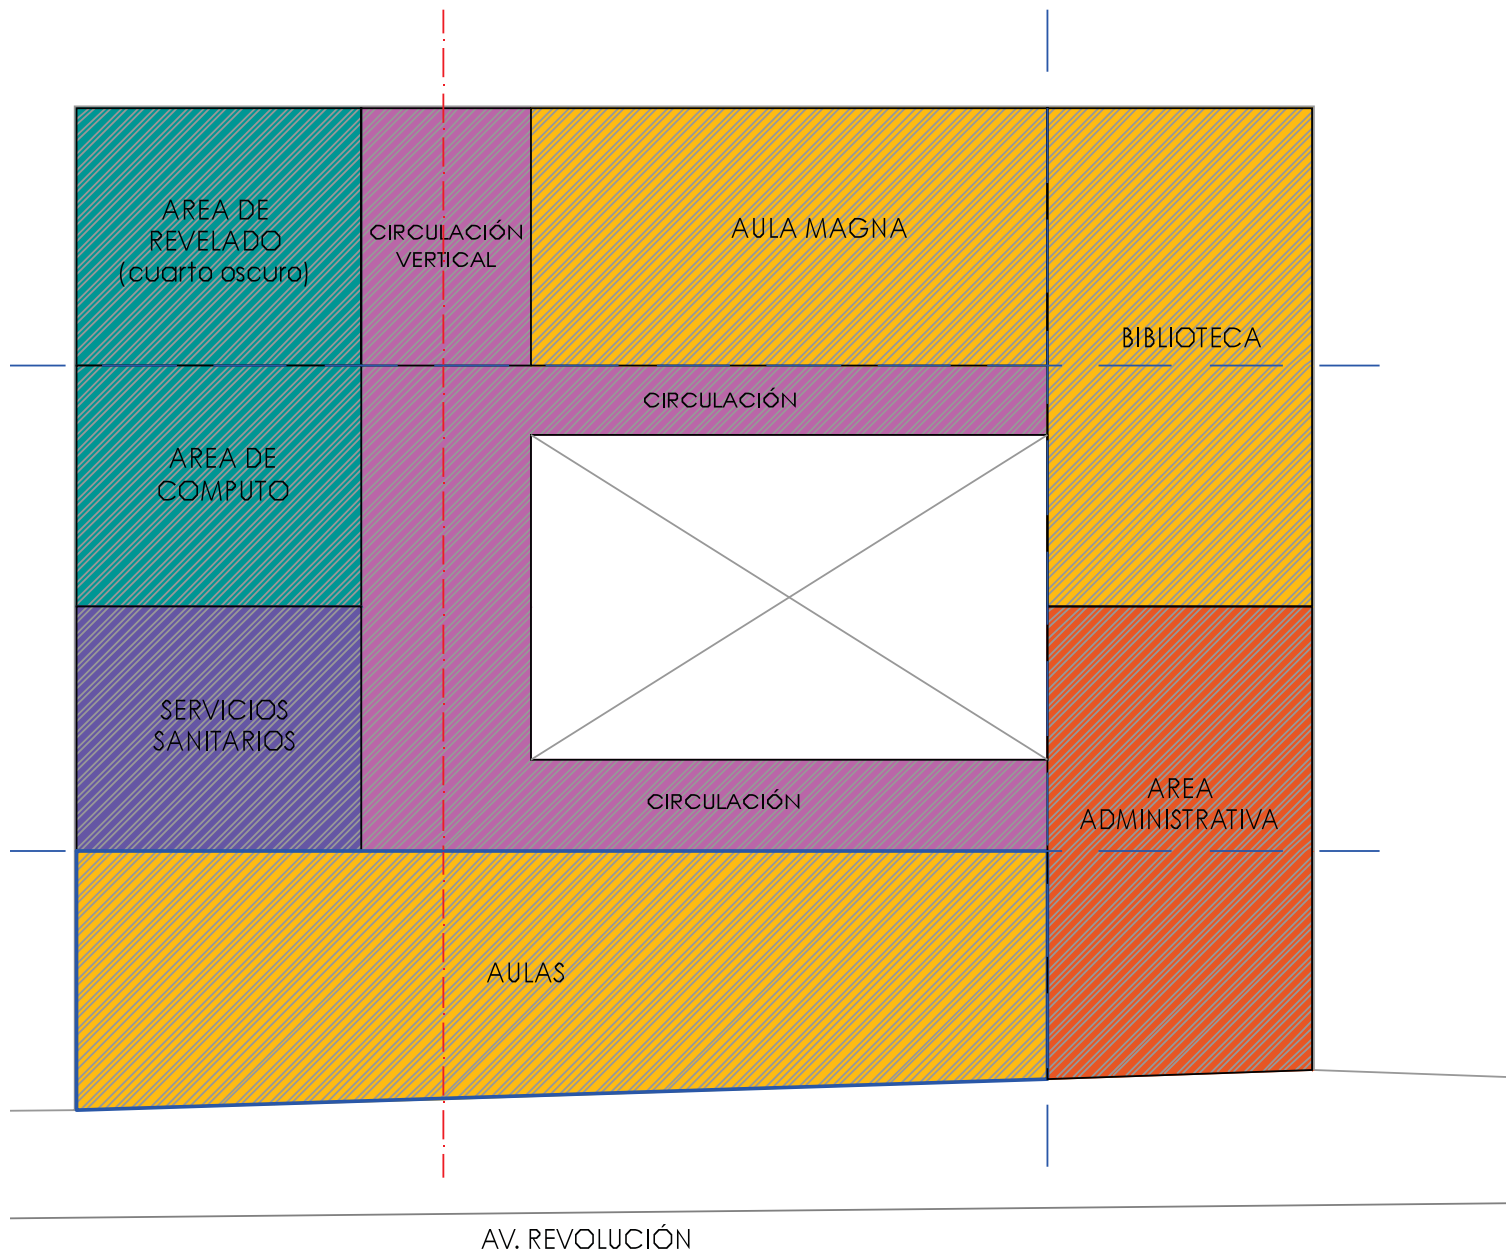 AREA DE
REVELADO
(cuarto oscuro)
CIRCULACIÓN
VERTICAL
AULA MAGNA
BIBLIOTECA
CIRCULACIÓN
AREA DE
COMPUTO
SERVICIOS
SANITARIOS
CIRCULACIÓN
AREA
ADMINISTRATIVA
AULAS
AV. REVOLUCIÓN